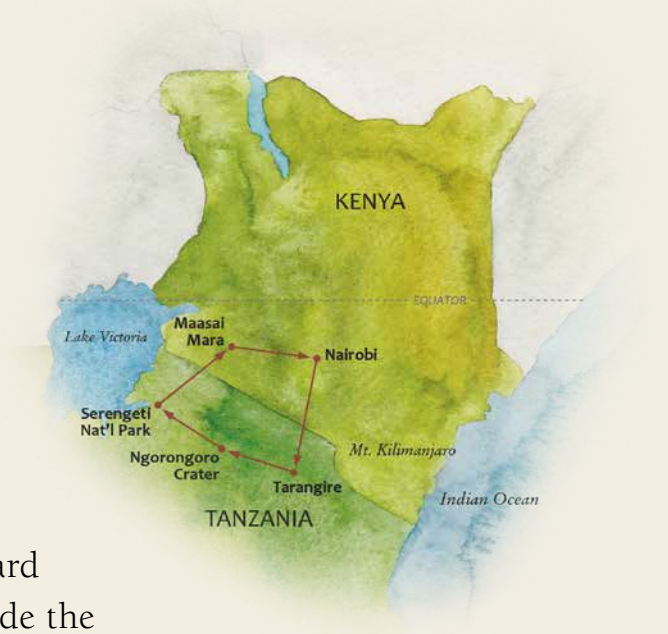 KENYA
EQUATOR
Lake Victoria
Maasai
Mara
Nairobi
Serengeti
Nat'l Park
Ngorongoro
Crater
Mt. Kilimanjaro
Tarangire
Indian Ocean
TANZANIA
ard
de the